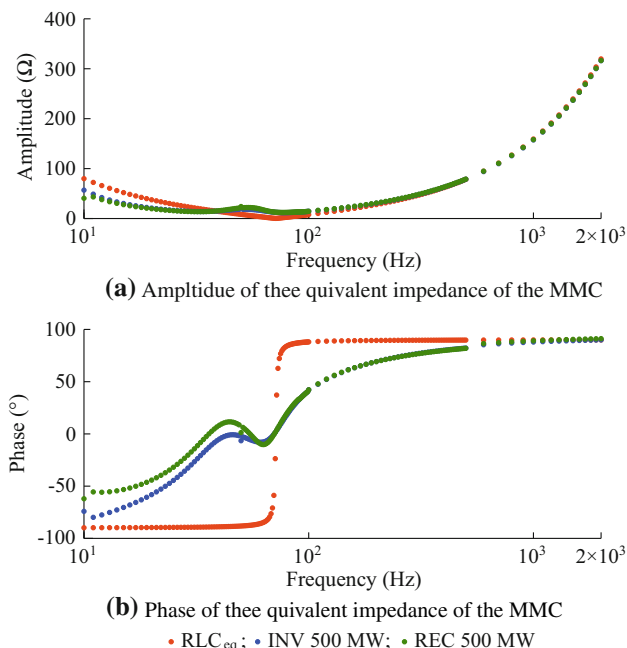 400
300
200
100
0
Amplitude (Ω)
10¹ 10² 10³ 2×10³
Frequency (Hz)
(a) Ampltidue of thee quivalent impedance of the MMC
100
50
0
-50
-100
Phase (°)
10¹ 10² 10³ 2×10³
Frequency (Hz)
(b) Phase of thee quivalent impedance of the MMC
RLCeq; INV 500 MW; REC 500 MW